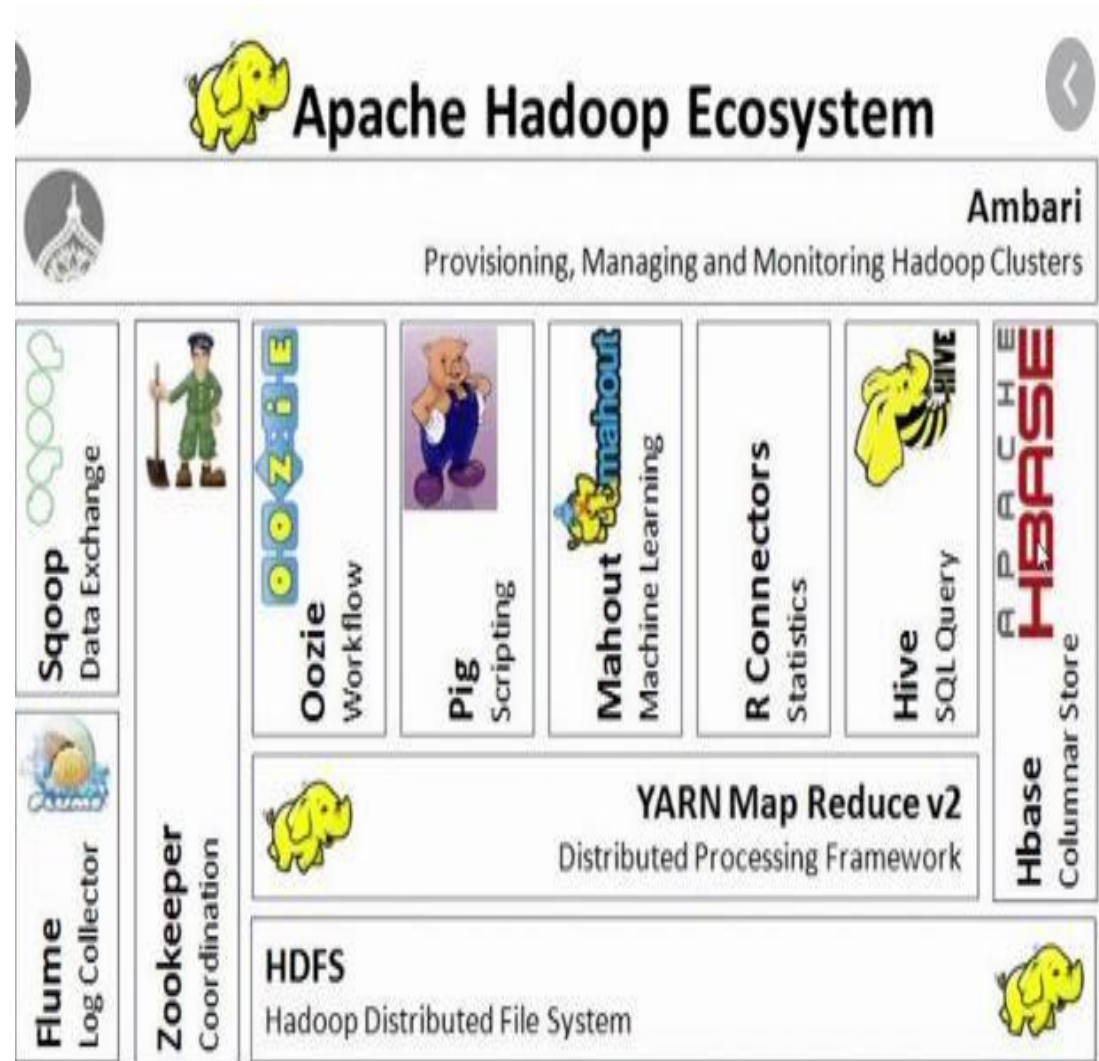 Apache Hadoop Ecosystem
Ambari
Provisioning, Managing and Monitoring Hadoop Clusters
sqoop
Sqoop
Data Exchange
FLUME
Flume
Log Collector
Zookeeper
Coordination
OOZIE
Oozie
Workflow
Pig
Scripting
mahout
Mahout
Machine Learning
R Connectors
Statistics
HIVE
Hive
SQL Query
APACHE
HBASE
Hbase
Columnar Store
YARN Map Reduce v2
Distributed Processing Framework
HDFS
Hadoop Distributed File System